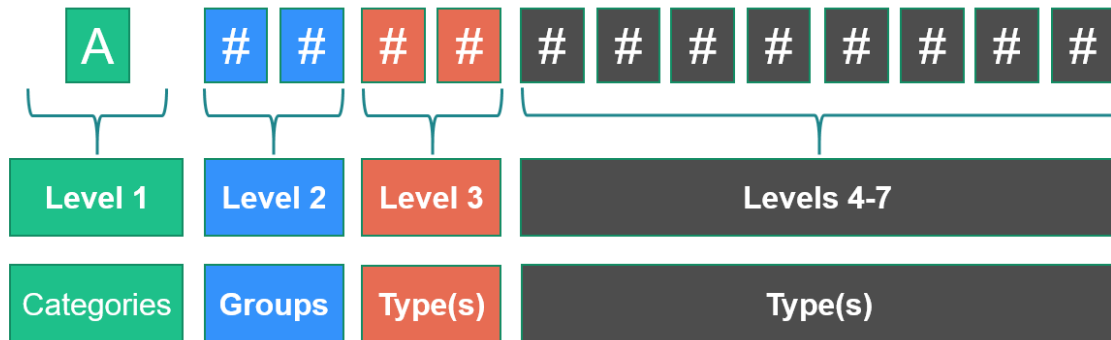 A # # # # # # # # # # # #
Level 1 Level 2 Level 3 Levels 4-7
Categories Groups Type(s) Type(s)